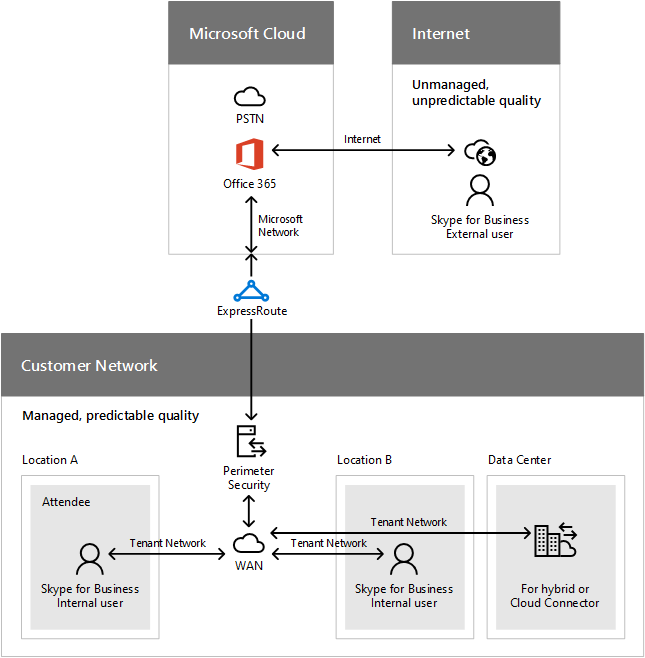 Microsoft Cloud
Internet
Unmanaged,
unpredictable quality
PSTN
Internet
Office 365
Skype for Business
External user
Microsoft
Network
ExpressRoute
Customer Network
Managed, predictable quality
Location A
Perimeter
Security
Location B
Data Center
Attendee
Tenant Network
Tenant Network
WAN
Tenant Network
Skype for Business
Internal user
Skype for Business
Internal user
For hybrid or
Cloud Connector